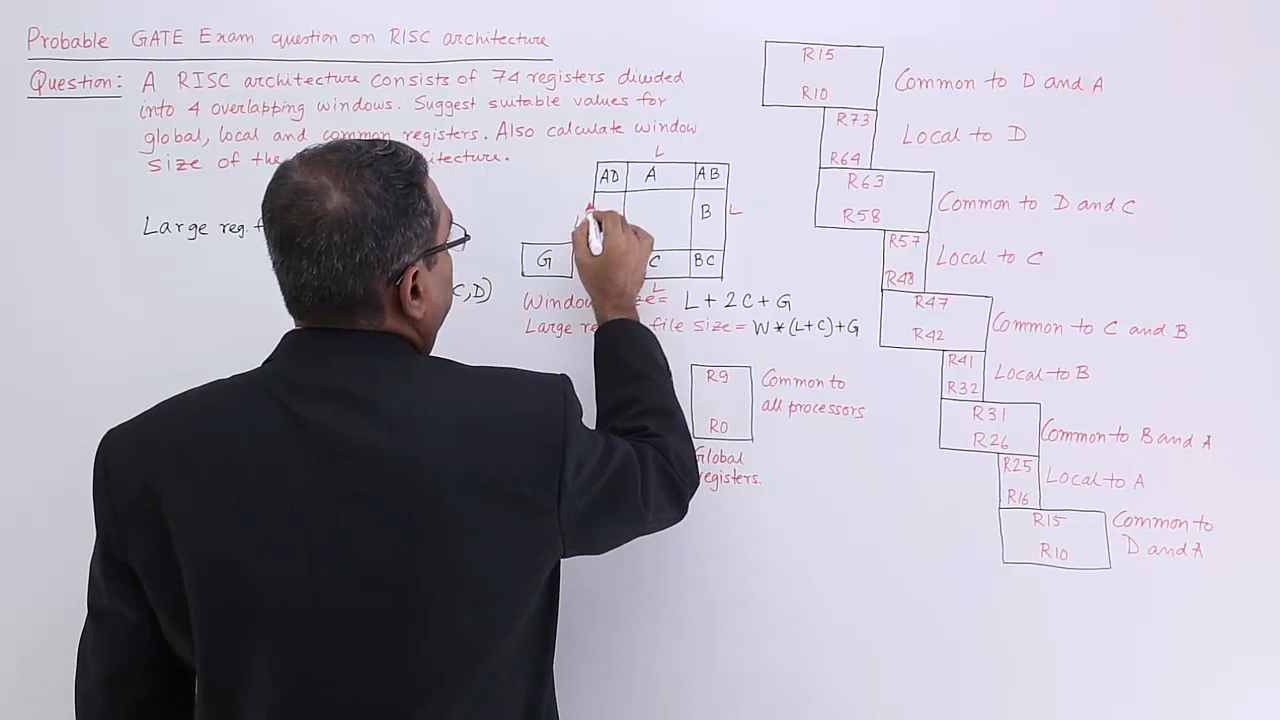 Probable GATE Exam question on RISC architecture
Question: A RISC architecture consists of 74 registers divided
into 4 overlapping windows. Suggest suitable values for
global, local and common registers. Also calculate window
size of the
Large reg.
C, D)
L
AD A AB
B L
G C BC
L
Window = L + 2C + G
Large file size = W * (L+C) + G
R9
R0
Common to
all processors
Global
registers.
R15
R10
Common to D and A
R73
R64
Local to D
R63
R58
Common to D and C
R57
R48
Local to C
R47
R42
Common to C and B
R41
R32
Local to B
R31
R26
Common to B and A
R25
R16
Local to A
R15
R10
Common to
D and A